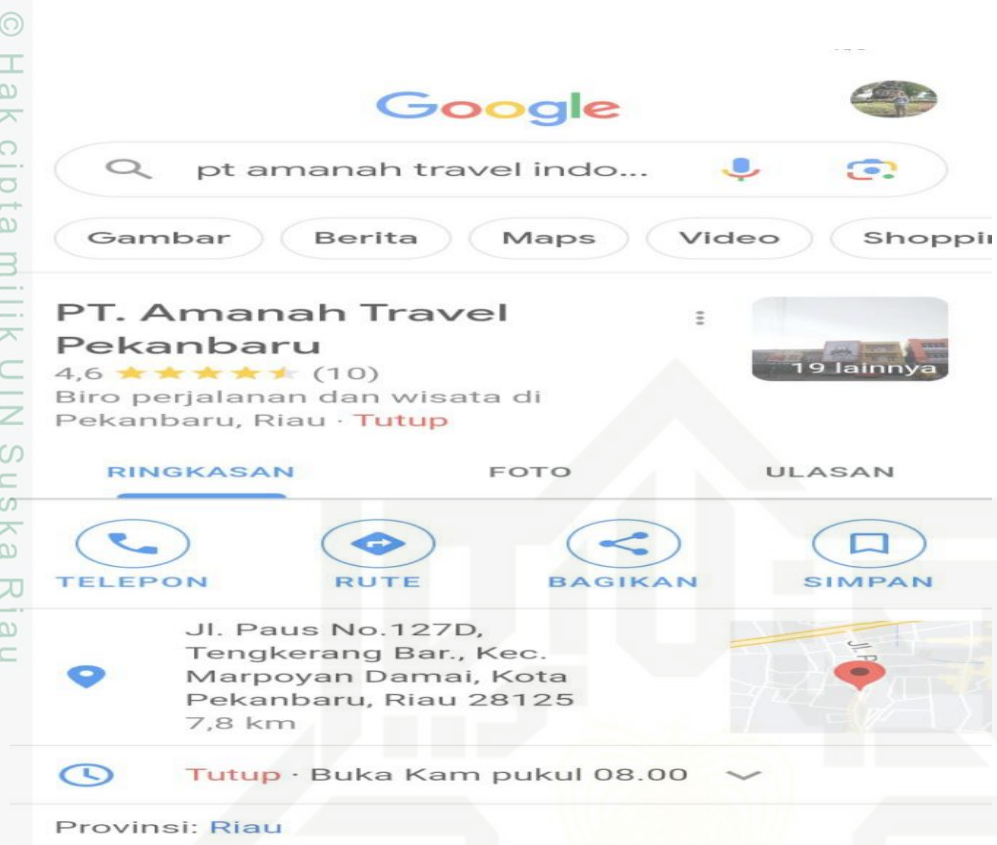 © Hak cipta milik UIN Suska Riau
Google
pt amanah travel indo...
Gambar
Berita
Maps
Video
Shoppin
PT. Amanah Travel
Pekanbaru
4,6 (10)
Biro perjalanan dan wisata di
Pekanbaru, Riau · Tutup
19 lainnya
RINGKASAN
FOTO
ULASAN
TELEPON
RUTE
BAGIKAN
SIMPAN
Jl. Paus No.127D,
Tengkerang Bar., Kec.
Marpoyan Damai, Kota
Pekanbaru, Riau 28125
7,8 km
Jl. P
Tutup · Buka Kam pukul 08.00
Provinsi: Riau